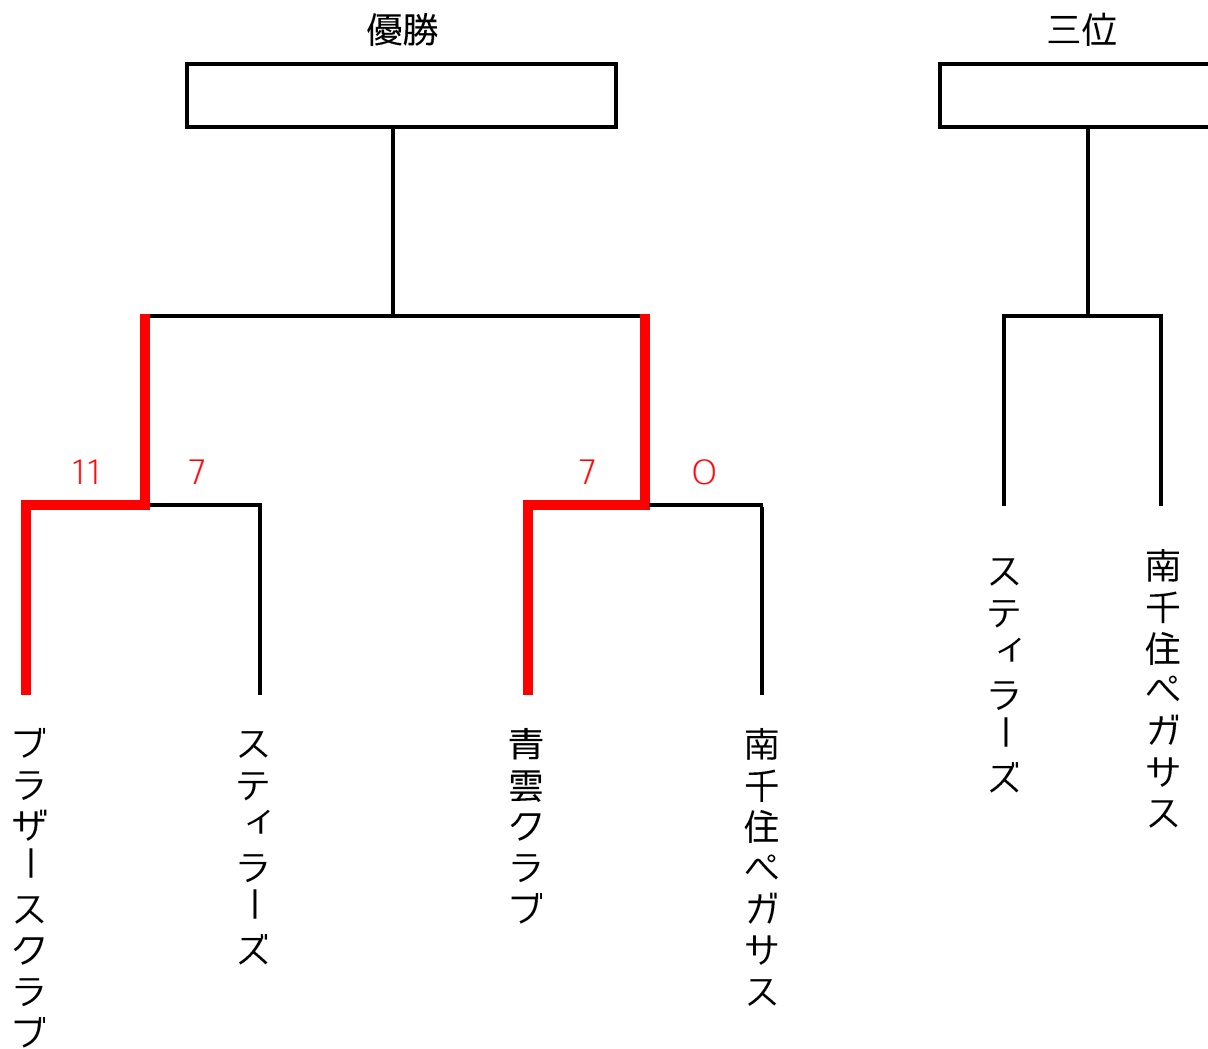 優勝
三位
11 7
7 0
スティラーズ
南千住ペガサス
ブラザースクラブ
スティラーズ
青雲クラブ
南千住ペガサス